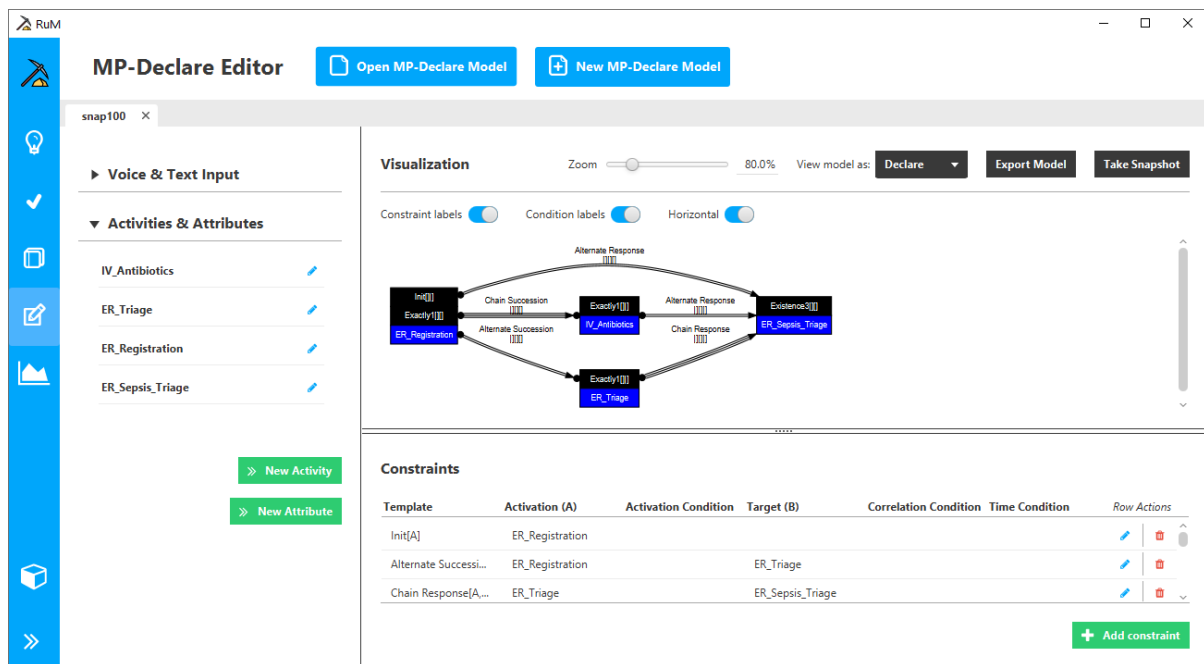 RuM
MP-Declare Editor
Open MP-Declare Model
New MP-Declare Model
snap100
Voice & Text Input
Activities & Attributes
IV_Antibiotics
ER_Triage
ER_Registration
ER_Sepsis_Triage
New Activity
New Attribute
Visualization
Zoom
80.0%
View model as:
Declare
Export Model
Take Snapshot
Constraint labels
Condition labels
Horizontal
Alternate Response
[][][]
Init[][]
Exactly1[][]
ER_Registration
Chain Succession
[][][]
Alternate Succession
[][][]
Exactly1[][]
IV_Antibiotics
Alternate Response
[][][]
Chain Response
[][][]
Existence3[][]
ER_Sepsis_Triage
Exactly1[][]
ER_Triage
Constraints
Template Activation (A) Activation Condition Target (B) Correlation Condition Time Condition Row Actions
Init[A] ER_Registration
Alternate Successi... ER_Registration ER_Triage
Chain Response[A,... ER_Triage ER_Sepsis_Triage
Add constraint